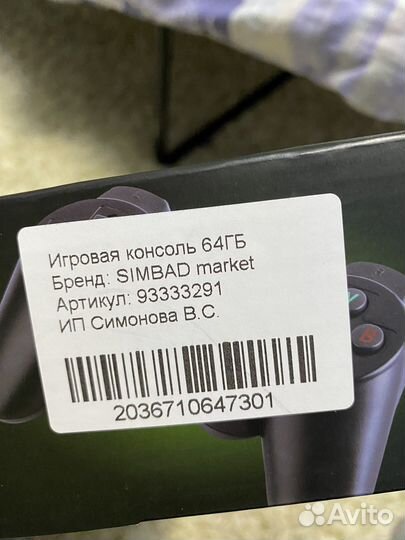 Игровая консоль 64ГБ
Бренд: SIMBAD market
Артикул: 93333291
ИП Симонова В.С.
2036710647301
Avito